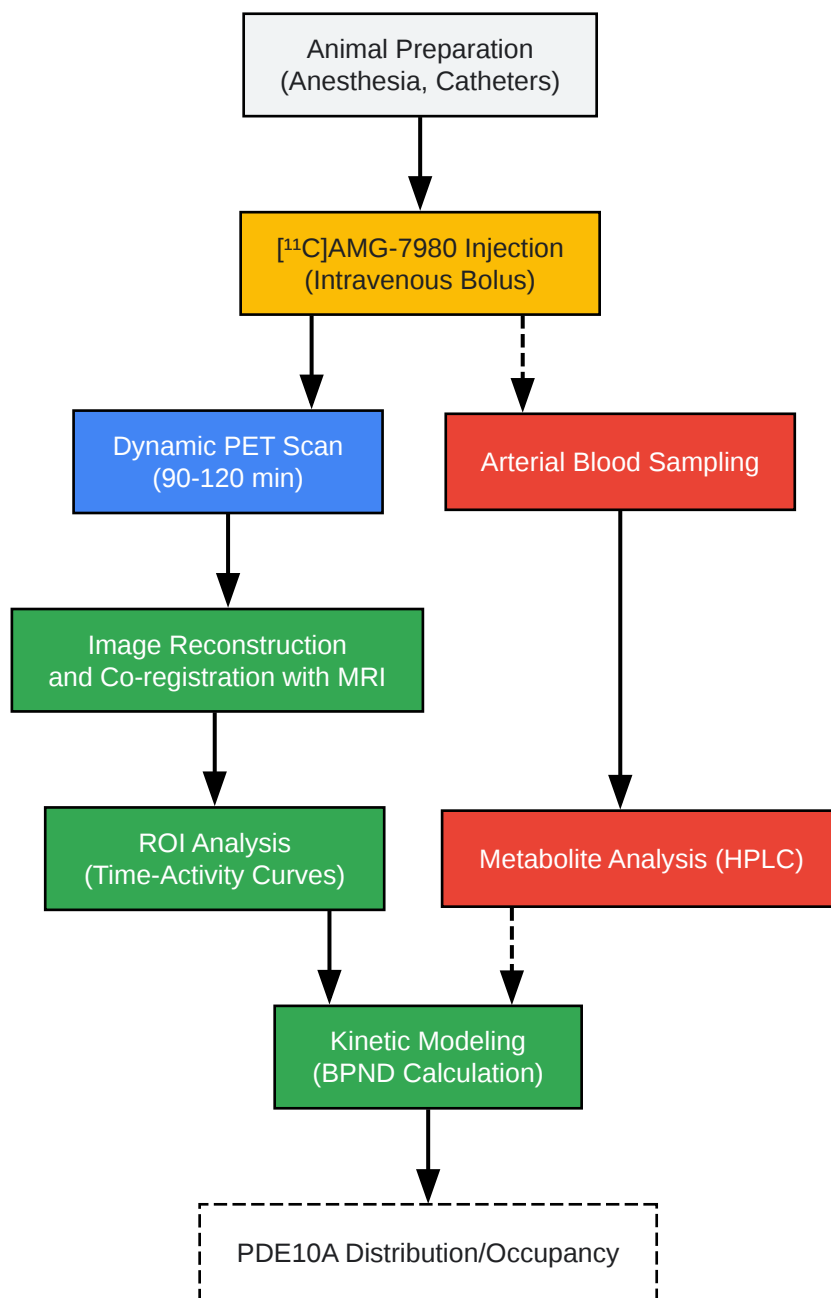 Animal Preparation
(Anesthesia, Catheters)
[¹¹C]AMG-7980 Injection
(Intravenous Bolus)
Dynamic PET Scan
(90-120 min)
Arterial Blood Sampling
Image Reconstruction
and Co-registration with MRI
ROI Analysis
(Time-Activity Curves)
Metabolite Analysis (HPLC)
Kinetic Modeling
(BPND Calculation)
PDE10A Distribution/Occupancy